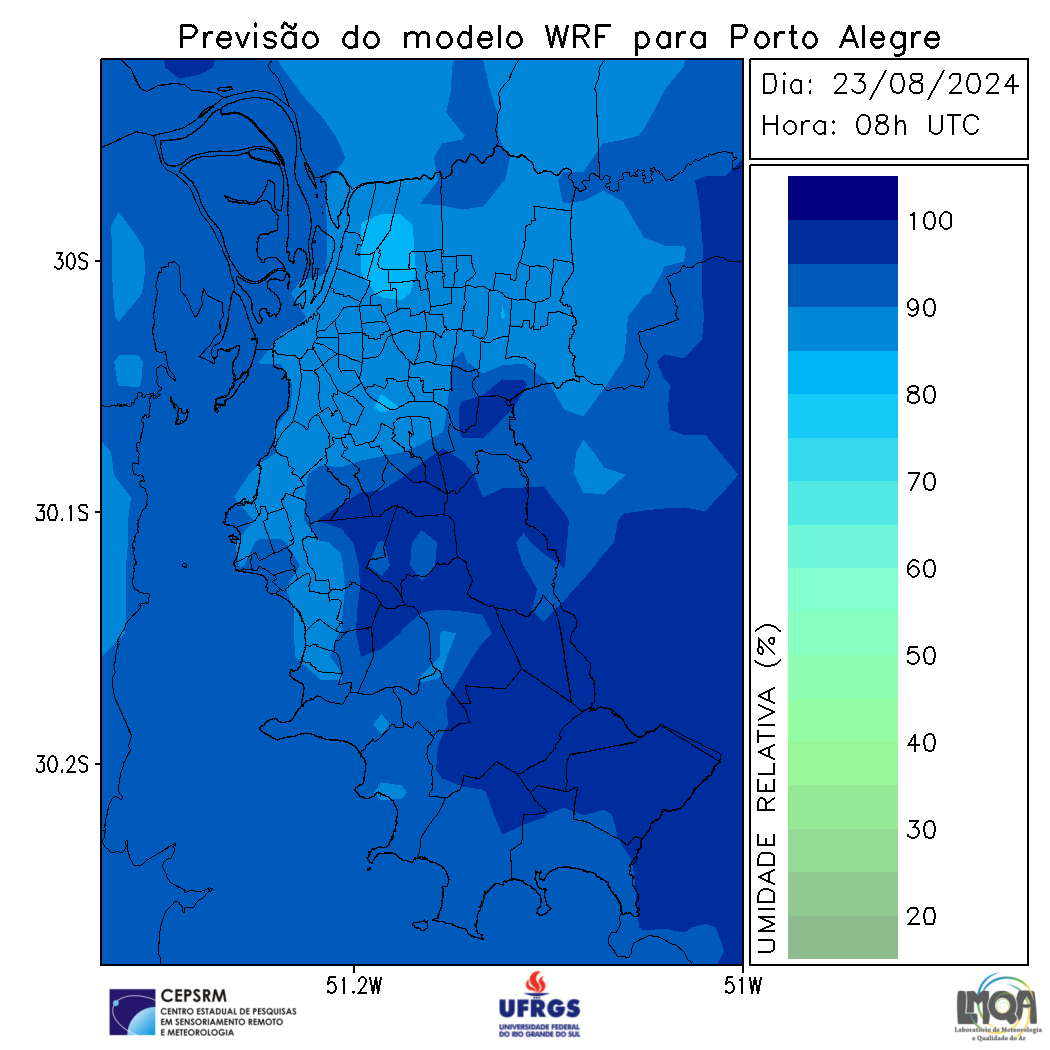 Previsão do modelo WRF para Porto Alegre
Dia: 23/08/2024
Hora: 08h UTC
100
90
80
70
60
50
40
30
20
UMIDADE RELATIVA (%)
30S
30.1S
30.2S
51.2W
51W
CEPSRM
CENTRO ESTADUAL DE PESQUISAS
EM SENSORIAMENTO REMOTO
E METEOROLOGIA
UFRGS
UNIVERSIDADE FEDERAL
DO RIO GRANDE DO SUL
LMQA
Laboratório de Meteorologia
e Qualidade do Ar